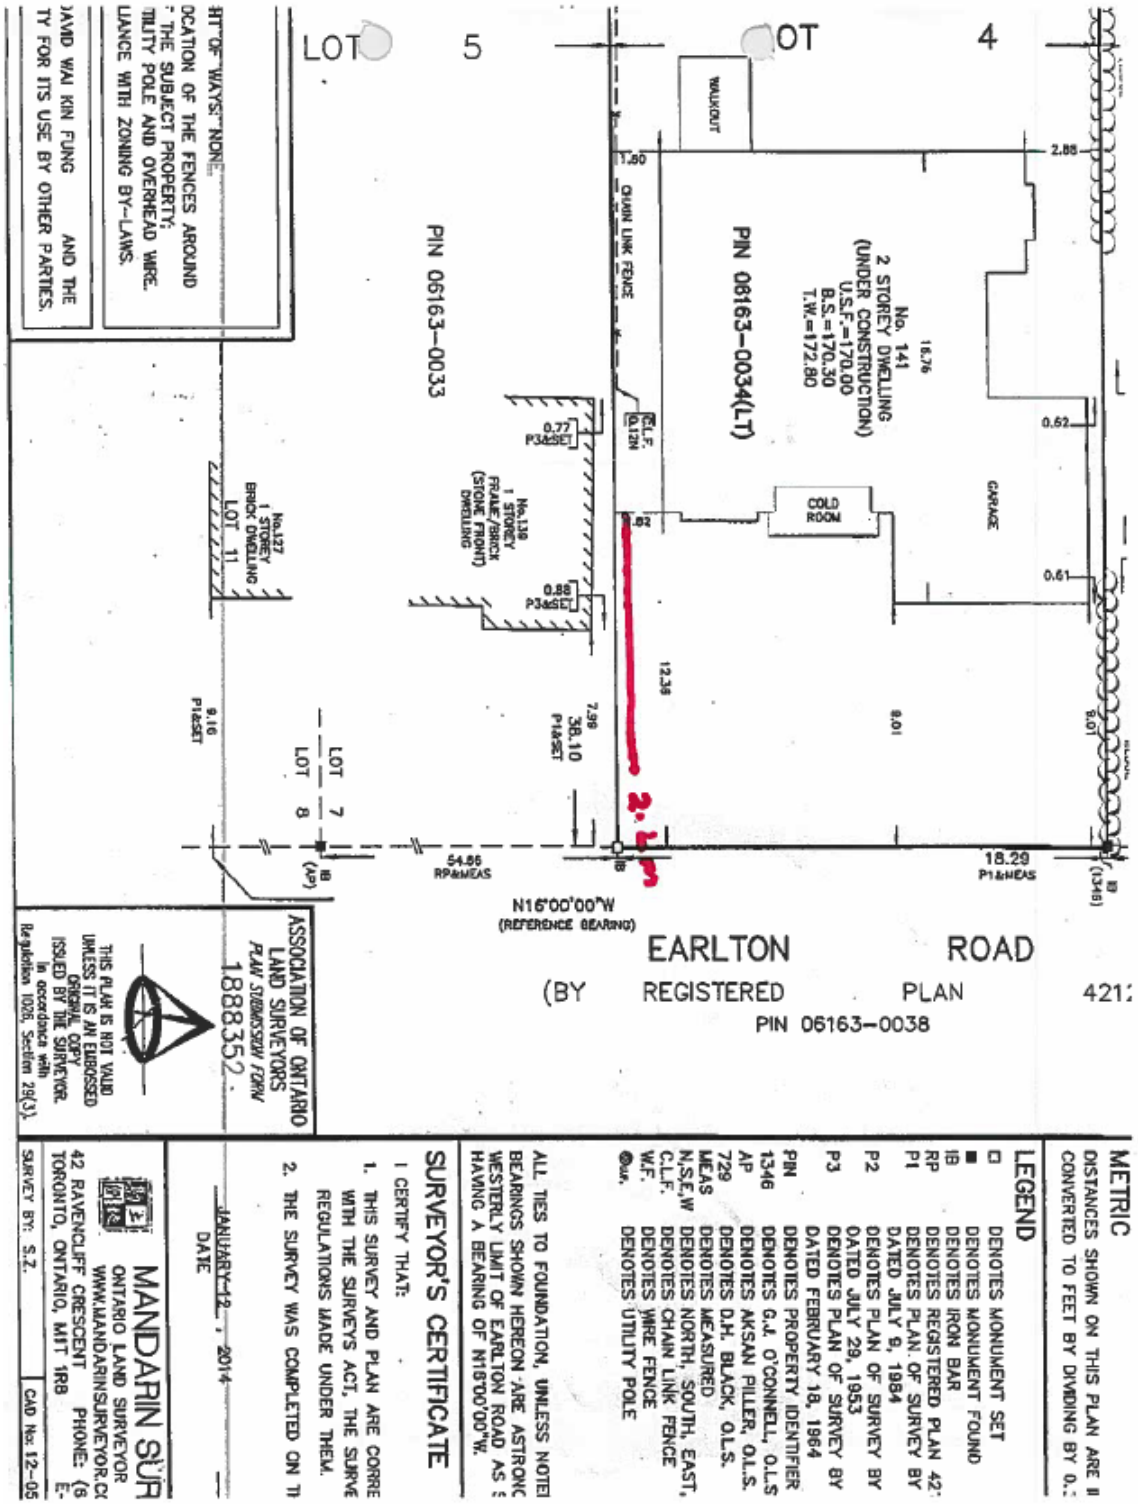 LOT 5
OT 4
HT OF WAYS: NONE.
OCATION OF THE FENCES AROUND
THE SUBJECT PROPERTY:
TILITY POLE AND OVERHEAD WIRE.
LIANCE WITH ZONING BY-LAWS.
DAVID WAI KIN FUNG AND THE
TY FOR ITS USE BY OTHER PARTIES.
WALKOUT
2.88
1.80
CHAIN LINK FENCE
PIN 06163-0033
PIN 06163-0034(LT)
No. 141
2 STOREY DWELLING
(UNDER CONSTRUCTION)
U.S.F.=170.00
B.S.=170.30
T.W.=172.80
16.76
C.L.F.
0.12N
0.77
P3&SET
0.62
GARAGE
COLD
ROOM
.82
No.139
1 STOREY
FRAME/BRICK
(STONE FRONT)
DWELLING
No.127
1 STOREY
BRICK DWELLING
LOT 11
0.88
P3&SET
0.61
12.38
9.01
9.01
7.99
38.10
P1&SET
9.16
P1&SET
LOT 7
LOT 8
IB
(AP)
54.86
RP&MEAS
IB
18.29
P1&MEAS
IB
(1346)
N16°00'00"W
(REFERENCE BEARING)
EARLTON ROAD
(BY REGISTERED PLAN 421
PIN 06163-0038
ASSOCIATION OF ONTARIO
LAND SURVEYORS
PLAN SUBMISSION FORM
1888352
THIS PLAN IS NOT VALID
UNLESS IT IS AN EMBOSSED
ORIGINAL COPY
ISSUED BY THE SURVEYOR.
In accordance with
Regulation 1026, Section 29(3).
METRIC
DISTANCES SHOWN ON THIS PLAN ARE I
CONVERTED TO FEET BY DIVIDING BY 0.
LEGEND
□ DENOTES MONUMENT SET
■ DENOTES MONUMENT FOUND
IB DENOTES IRON BAR
RP DENOTES REGISTERED PLAN 42
P1 DENOTES PLAN OF SURVEY BY
DATED JULY 9, 1984
P2 DENOTES PLAN OF SURVEY BY
DATED JULY 29, 1953
P3 DENOTES PLAN OF SURVEY BY
DATED FEBRUARY 18, 1964
PIN DENOTES PROPERTY IDENTIFIER
1346 DENOTES G.J. O'CONNELL, O.L.S
AP DENOTES AKSAN PILLER, O.L.S.
729 DENOTES D.H. BLACK, O.L.S.
MEAS DENOTES MEASURED
N,S,E,W DENOTES NORTH, SOUTH, EAST,
C.L.F. DENOTES CHAIN LINK FENCE
W.F. DENOTES WIRE FENCE
DENOTES UTILITY POLE
ALL TIES TO FOUNDATION, UNLESS NOTE
BEARINGS SHOWN HEREON ARE ASTRONO
WESTERLY LIMIT OF EARLTON ROAD AS
HAVING A BEARING OF N16°00'00"W.
SURVEYOR'S CERTIFICATE
I CERTIFY THAT:
1. THIS SURVEY AND PLAN ARE CORRE
WITH THE SURVEYS ACT, THE SURVE
REGULATIONS MADE UNDER THEM.
2. THE SURVEY WAS COMPLETED ON T
JANUARY 12, 2014
DATE
MANDARIN SUR
ONTARIO LAND SURVEYOR
WWW.MANDARINSURVEYOR.C
42 RAVENCLIFF CRESCENT PHONE: (6
TORONTO, ONTARIO, M1T 1R8 E-
SURVEY BY: S.Z. CAD No: 12-05